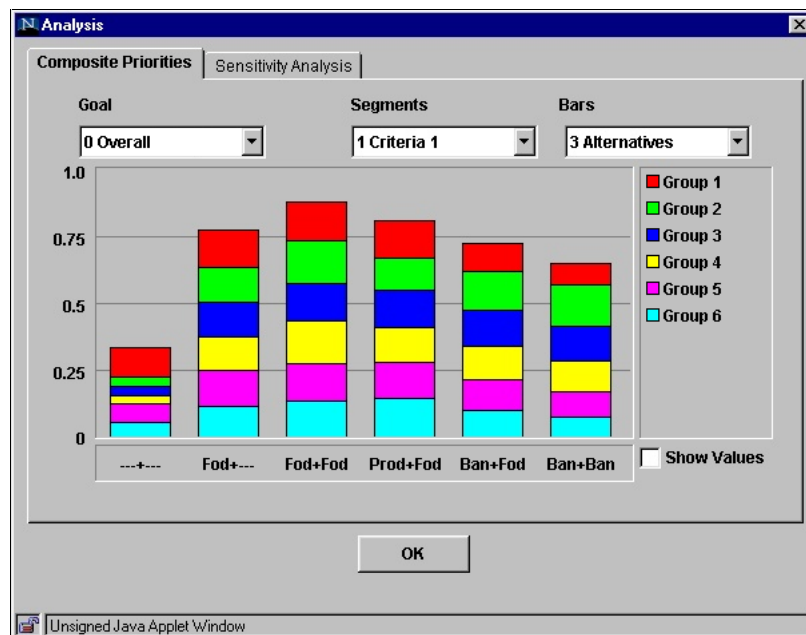 N Analysis
Composite Priorities Sensitivity Analysis
Goal Segments Bars
0 Overall 1 Criteria 1 3 Alternatives
1.0
0.75
0.5
0.25
0
Group 1
Group 2
Group 3
Group 4
Group 5
Group 6
---+--- Fod+--- Fod+Fod Prod+Fod Ban+Fod Ban+Ban
Show Values
OK
Unsigned Java Applet Window